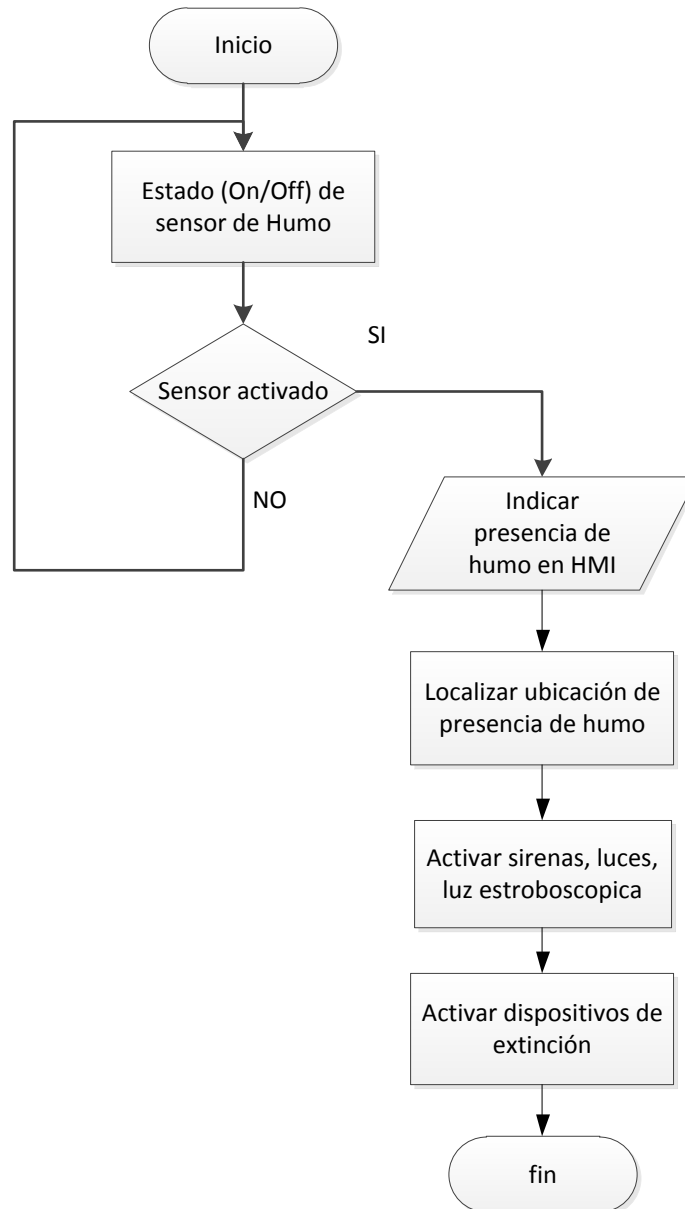 Inicio
Estado (On/Off) de
sensor de Humo
SI
Sensor activado
NO
Indicar
presencia de
humo en HMI
Localizar ubicación de
presencia de humo
Activar sirenas, luces,
luz estroboscopica
Activar dispositivos de
extinción
fin